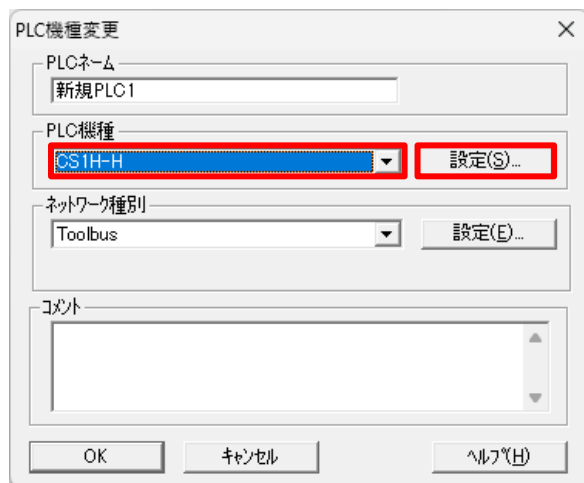 PLC機種変更
PLCネーム
新規PLC1
PLC機種
CS1H-H
設定(S)...
ネットワーク種別
Toolbus
設定(E)...
コメント
OK
キャンセル
ヘルプ(H)